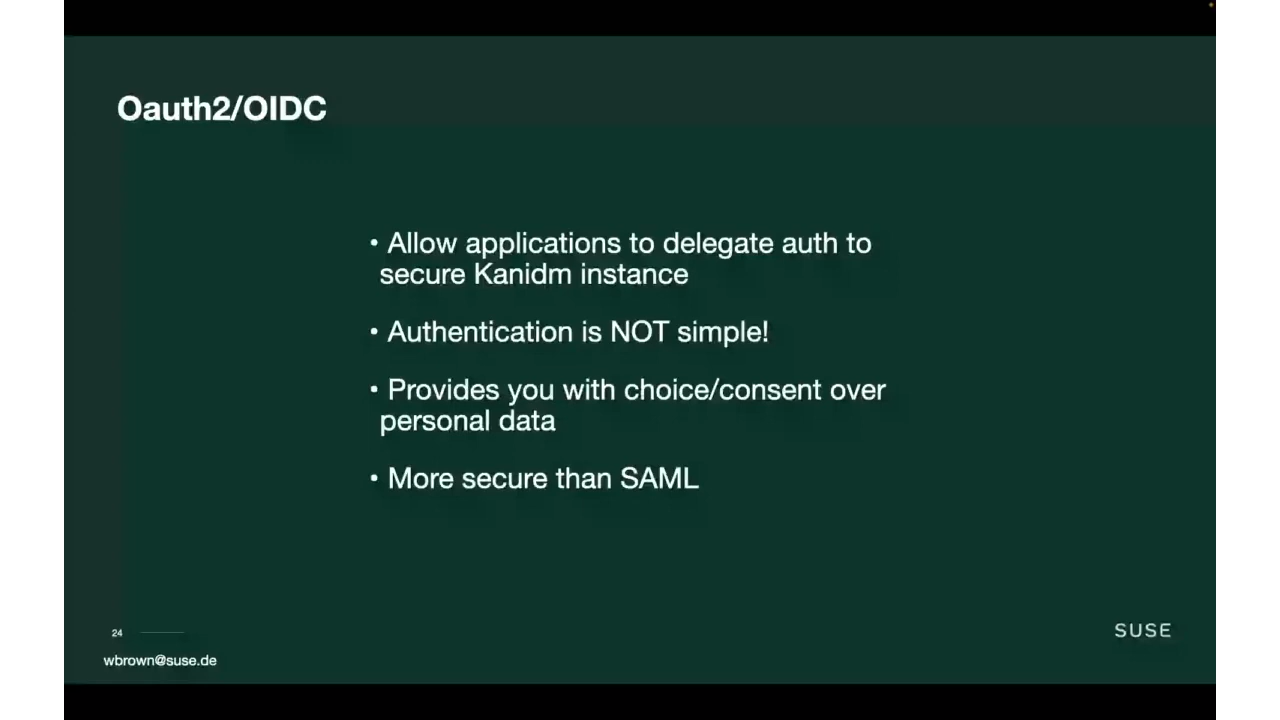 Oauth2/OIDC
• Allow applications to delegate auth to
secure Kanidm instance
• Authentication is NOT simple!
• Provides you with choice/consent over
personal data
• More secure than SAML
24
wbrown@suse.de
SUSE